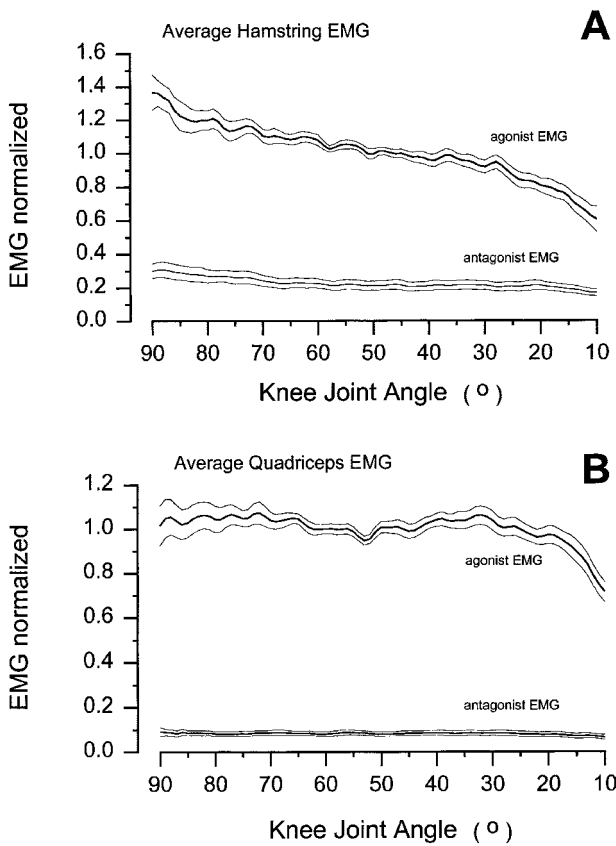 Average Hamstring EMG
A
1.6
1.4
1.2
1.0
0.8
0.6
0.4
0.2
0.0
EMG normalized
agonist EMG
antagonist EMG
90 80 70 60 50 40 30 20 10
Knee Joint Angle (º)
Average Quadriceps EMG
B
1.2
1.0
0.8
0.6
0.4
0.2
0.0
EMG normalized
agonist EMG
antagonist EMG
90 80 70 60 50 40 30 20 10
Knee Joint Angle (º)